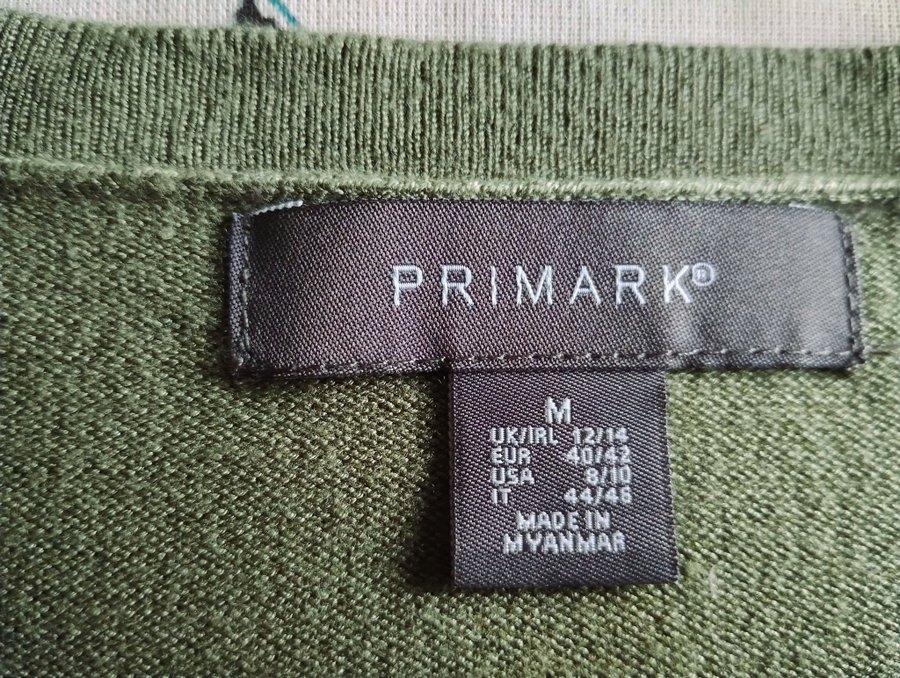 PRIMARK®
M
UK/IRL 12/14
EUR 40/42
USA 8/10
IT 44/46
MADE IN
MYANMAR